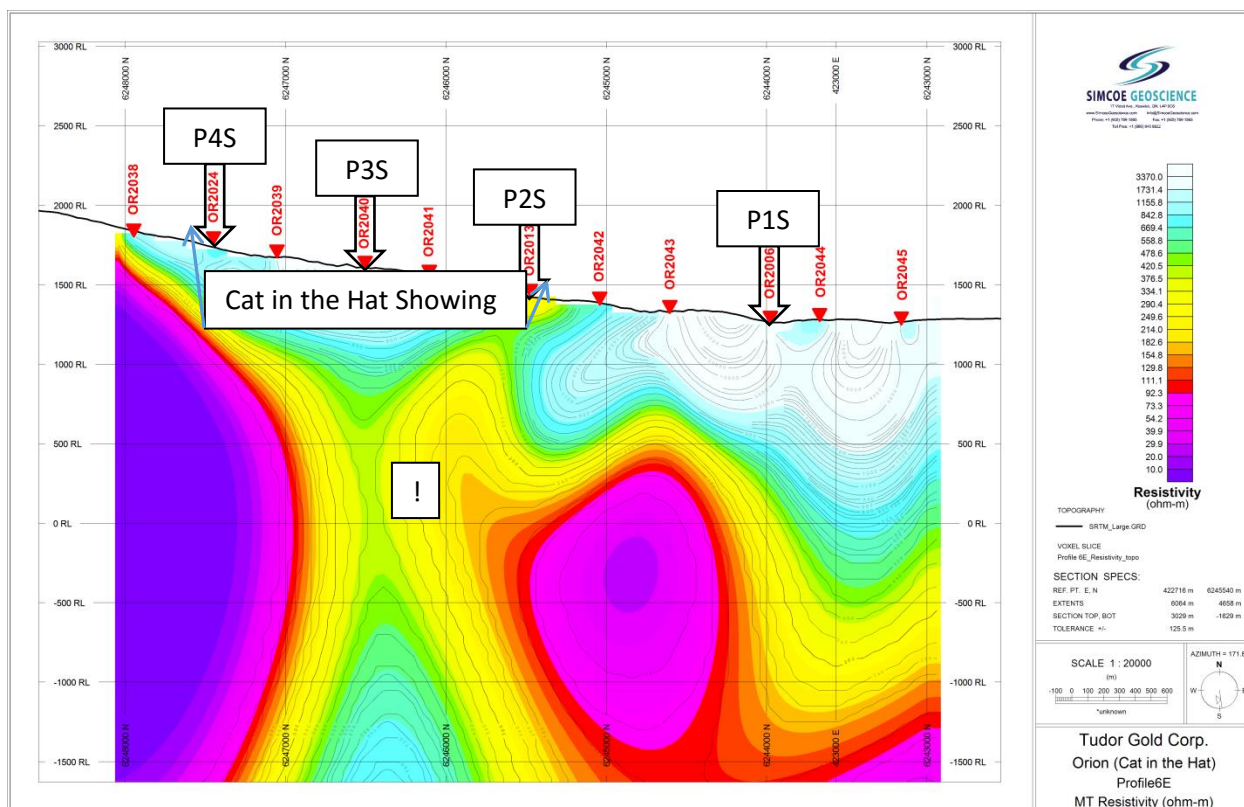 3000 RL
6248000 N
6247000 N
6246000 N
6245000 N
6244000 N
423000 E
6243000 N
3000 RL
2500 RL
2500 RL
P4S
P3S
P2S
P1S
OR2038
OR2024
OR2039
OR2040
OR2041
OR2013
OR2042
OR2043
OR2006
OR2044
OR2045
2000 RL
2000 RL
1500 RL
1500 RL
Cat in the Hat Showing
1000 RL
1000 RL
500 RL
500 RL
!
0 RL
0 RL
-500 RL
-500 RL
-1000 RL
-1000 RL
-1500 RL
-1500 RL
6248000 N
6247000 N
6246000 N
6245000 N
6244000 N
423000 E
6243000 N
SIMCOE GEOSCIENCE
3370.0
1731.4
1155.8
842.8
669.4
558.8
478.6
420.5
376.5
334.1
290.4
249.6
214.0
182.6
154.8
129.8
111.1
92.3
73.3
54.2
39.9
29.9
20.0
10.0
Resistivity
(ohm-m)
TOPOGRAPHY
SRTM_Large.GRD
VOXEL SLICE
Profile 6E_Resistivity_topo
SECTION SPECS:
REF. PT. E, N 422716 m 6245540 m
EXTENTS 6064 m 4658 m
SECTION TOP, BOT 3029 m -1629 m
TOLERANCE +/- 125.5 m
SCALE 1 : 20000
(m)
-100 0 100 200 300 400 500 600
*unknown
AZIMUTH = 171.8
N
W
E
S
Tudor Gold Corp.
Orion (Cat in the Hat)
Profile6E
MT Resistivity (ohm-m)